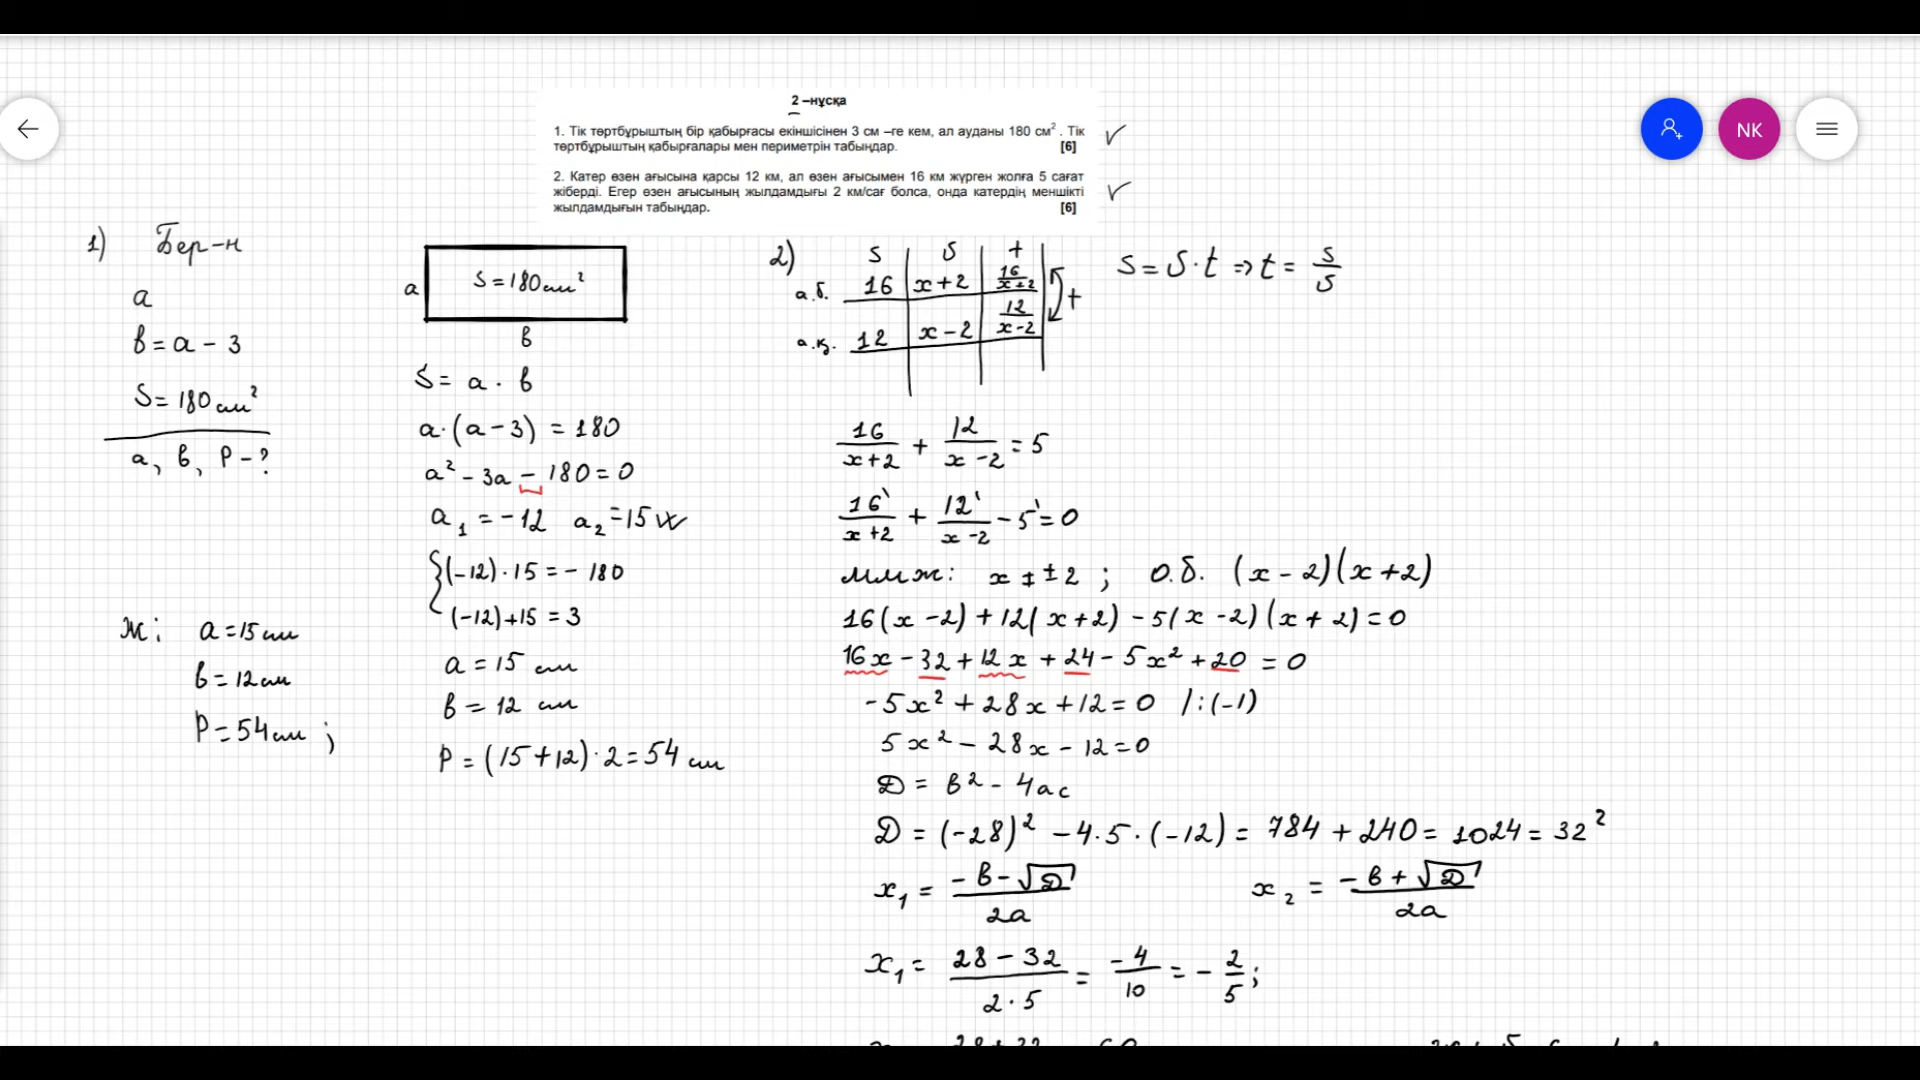 2 –нұсқа
1. Тік төртбұрыштың бір қабырғасы екіншісінен 3 см –ге кем, ал ауданы 180 см² . Тік
төртбұрыштың қабырғалары мен периметрін табыңдар. [6]
2. Катер өзен ағысына қарсы 12 км, ал өзен ағысымен 16 км жүрген жолға 5 сағат
жіберді. Егер өзен ағысының жылдамдығы 2 км/сағ болса, онда катердің меншікті
жылдамдығын табыңдар. [6]
NK
1) Бер-н
a
b = a - 3
S = 180 см²
a, b, P - ?
Ж: a = 15 см
b = 12 см
P = 54 см ;
a
S = 180 см²
b
S = a · b
a · (a - 3) = 180
a² - 3a - 180 = 0
a₁ = -12 a₂ = 15
(-12) · 15 = - 180
(-12) + 15 = 3
a = 15 см
b = 12 см
P = (15 + 12) · 2 = 54 см
2)
S t
а.б. 16 x+2 16/(x+2)
+
а.қ. 12 x-2 12/(x-2)
16/(x+2) + 12/(x-2) = 5
16/(x+2) + 12/(x-2) - 5 = 0
ммж: x ≠ ±2 ; о.б. (x - 2)(x + 2)
16(x - 2) + 12(x + 2) - 5(x - 2)(x + 2) = 0
16x - 32 + 12x + 24 - 5x² + 20 = 0
-5x² + 28x + 12 = 0 /:(-1)
5x² - 28x - 12 = 0
D = b² - 4ac
D = (-28)² - 4·5·(-12) = 784 + 240 = 1024 = 32²
x₁ = (-b - √D)/2a x₂ = (-b + √D)/2a
x₁ = (28 - 32)/(2 · 5) = -4/10 = - 2/5 ;